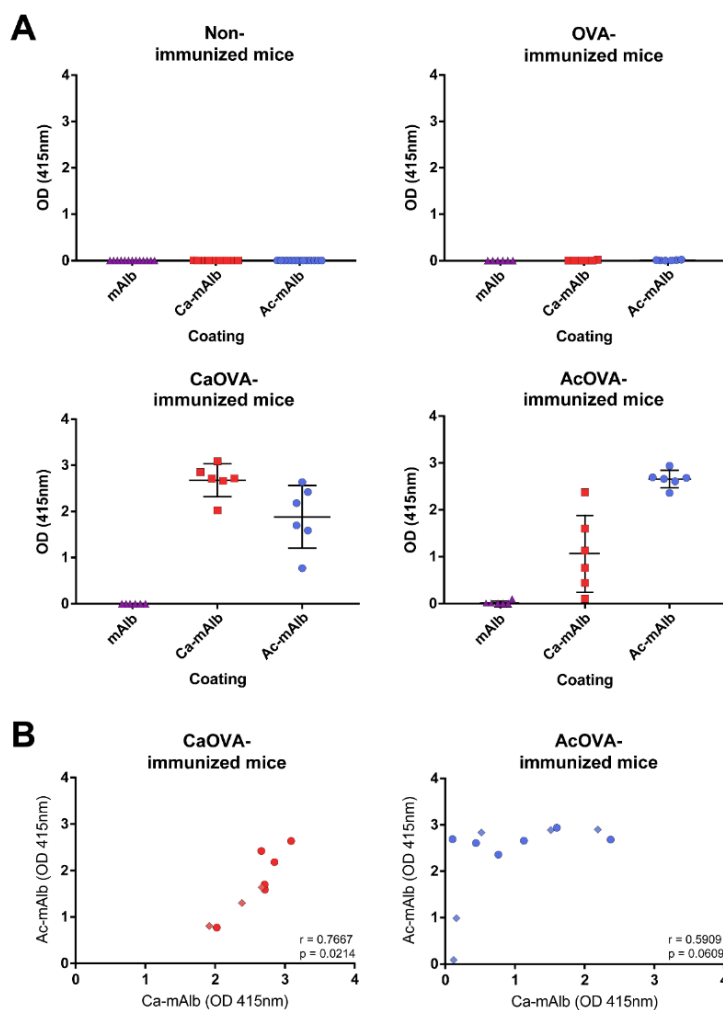 A
Non-
immunized mice
OVA-
immunized mice
4
3
2
1
0
OD (415nm)
mAlb
Ca-mAlb
Ac-mAlb
Coating
4
3
2
1
0
OD (415nm)
mAlb
Ca-mAlb
Ac-mAlb
Coating
CaOVA-
immunized mice
AcOVA-
immunized mice
4
3
2
1
0
OD (415nm)
mAlb
Ca-mAlb
Ac-mAlb
Coating
4
3
2
1
0
OD (415nm)
mAlb
Ca-mAlb
Ac-mAlb
Coating
B
CaOVA-
immunized mice
AcOVA-
immunized mice
4
3
2
1
0
Ac-mAlb (OD 415nm)
r = 0.7667
p = 0.0214
0 1 2 3 4
Ca-mAlb (OD 415nm)
4
3
2
1
0
Ac-mAlb (OD 415nm)
r = 0.5909
p = 0.0609
0 1 2 3 4
Ca-mAlb (OD 415nm)